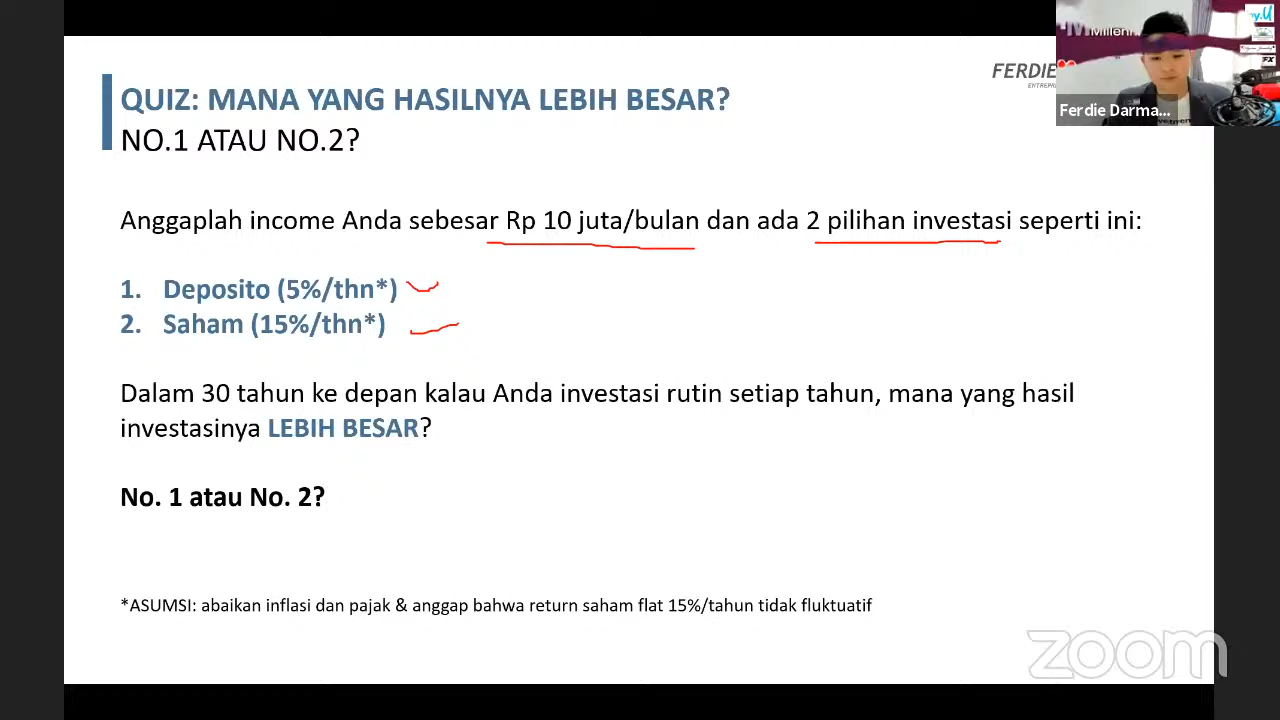 QUIZ: MANA YANG HASILNYA LEBIH BESAR?
NO.1 ATAU NO.2?
FERDIE
Ferdie Darma...
Anggaplah income Anda sebesar Rp 10 juta/bulan dan ada 2 pilihan investasi seperti ini:
1. Deposito (5%/thn*)
2. Saham (15%/thn*)
Dalam 30 tahun ke depan kalau Anda investasi rutin setiap tahun, mana yang hasil
investasinya LEBIH BESAR?
No. 1 atau No. 2?
*ASUMSI: abaikan inflasi dan pajak & anggap bahwa return saham flat 15%/tahun tidak fluktuatif
zoom